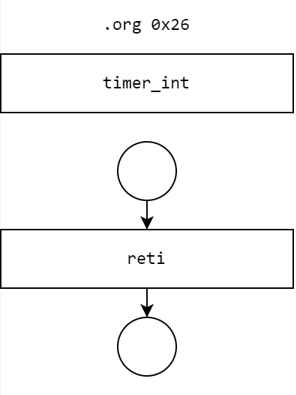 .org 0x26
timer_int
reti